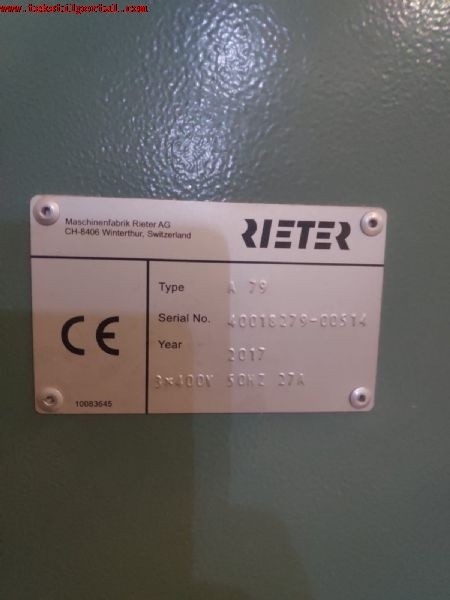 www.tekstilportal.com
Maschinenfabrik Rieter AG
CH-8406 Winterthur, Switzerland
RIETER
Type A 79
Serial No. 40018279-00514
Year 2017
3×400V 50HZ 27A
CE
10083645